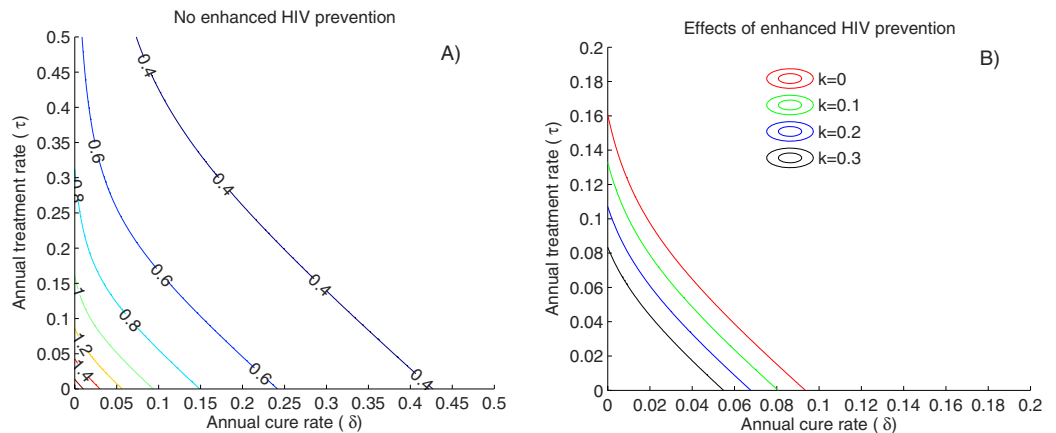 No enhanced HIV prevention
A)
Annual treatment rate ( τ )
0.5
0.45
0.4
0.35
0.3
0.25
0.2
0.15
0.1
0.05
0
0.4
0.6
0.4
0.8
0.4
0.6
0.4
1
0.8
0.6
1.2
1.4
0.6
0.4
0 0.05 0.1 0.15 0.2 0.25 0.3 0.35 0.4 0.45 0.5
Annual cure rate ( δ )
Effects of enhanced HIV prevention
B)
k=0
k=0.1
k=0.2
k=0.3
Annual treatment rate ( τ )
0.2
0.18
0.16
0.14
0.12
0.1
0.08
0.06
0.04
0.02
0
0 0.02 0.04 0.06 0.08 0.1 0.12 0.14 0.16 0.18 0.2
Annual cure rate ( δ )